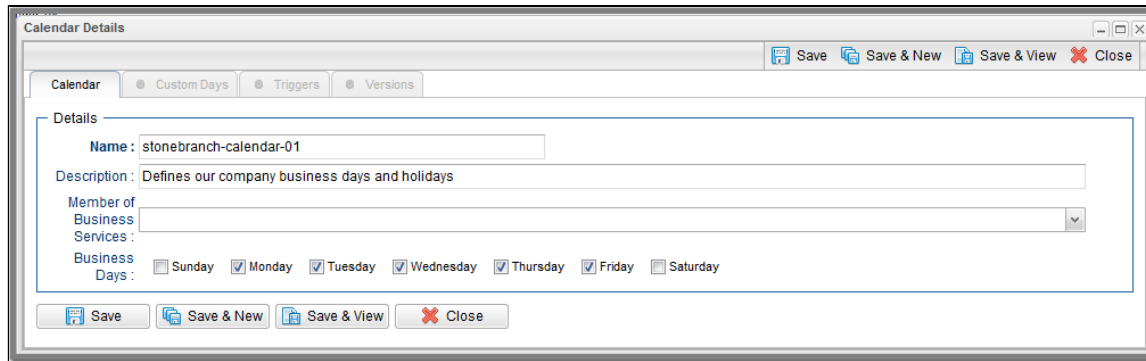 Calendar Details
Save Save & New Save & View Close
Calendar Custom Days Triggers Versions
Details
Name : stonebranch-calendar-01
Description : Defines our company business days and holidays
Member of
Business
Services :
Business
Days :
Sunday Monday Tuesday Wednesday Thursday Friday Saturday
Save Save & New Save & View Close